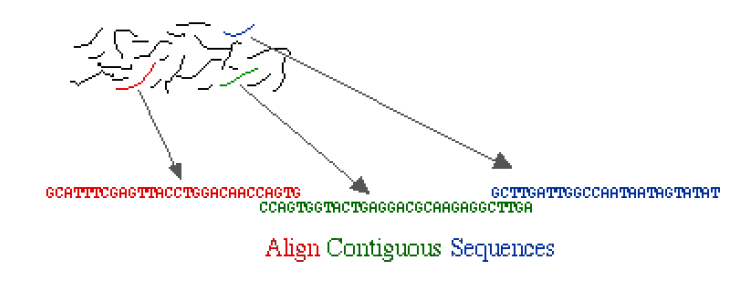 GCATTTCGAGTTACCTGGACAACCAGTG
GCTTGATTGGCCAATAATAGTATAT
CCAGTGGTACTGAGGACGCAAGAGGCTTGA
Align Contiguous Sequences